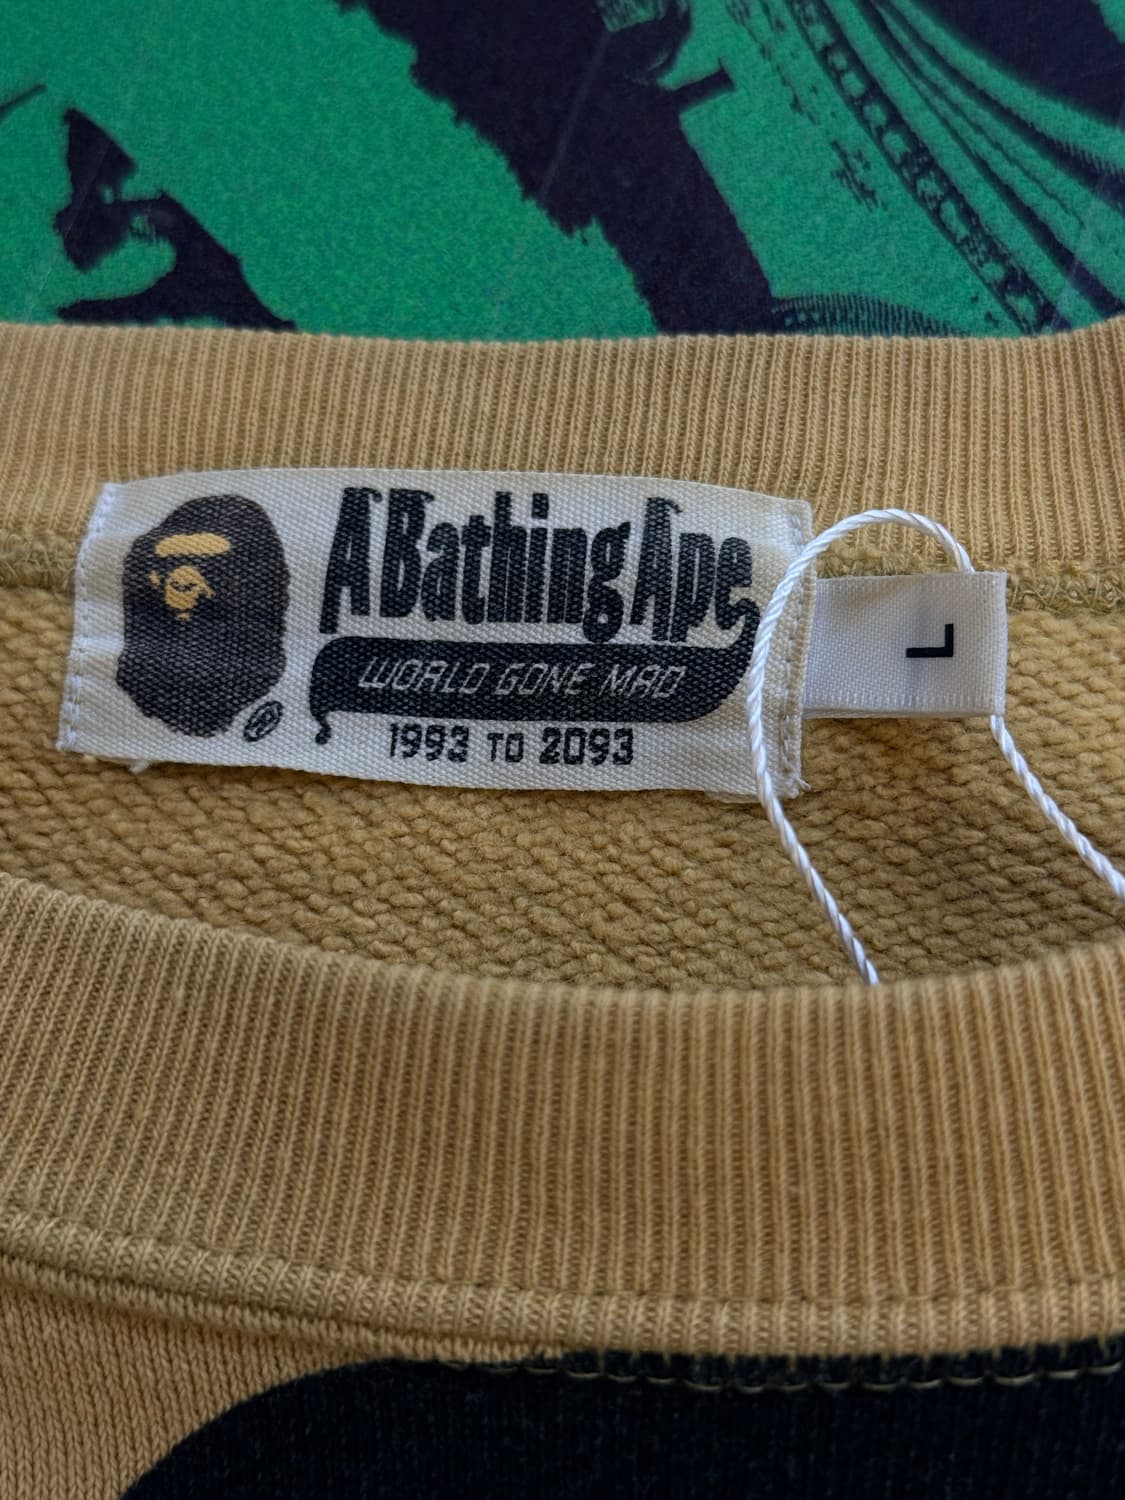 A Bathing Ape
WORLD GONE MAD
1993 TO 2093
®
L